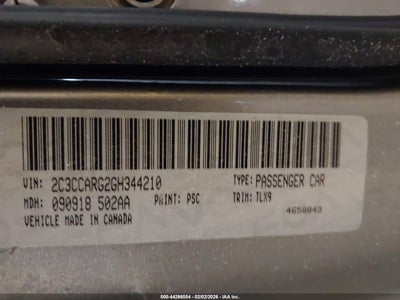 VIN: 2C3CCARG2GH344210 TYPE: PASSENGER CAR
MDH: 090918 502AA PAINT: PSC TRIM: TLX9
4658843
VEHICLE MADE IN CANADA
000-44266554 - 02/02/2026 - IAA Inc.